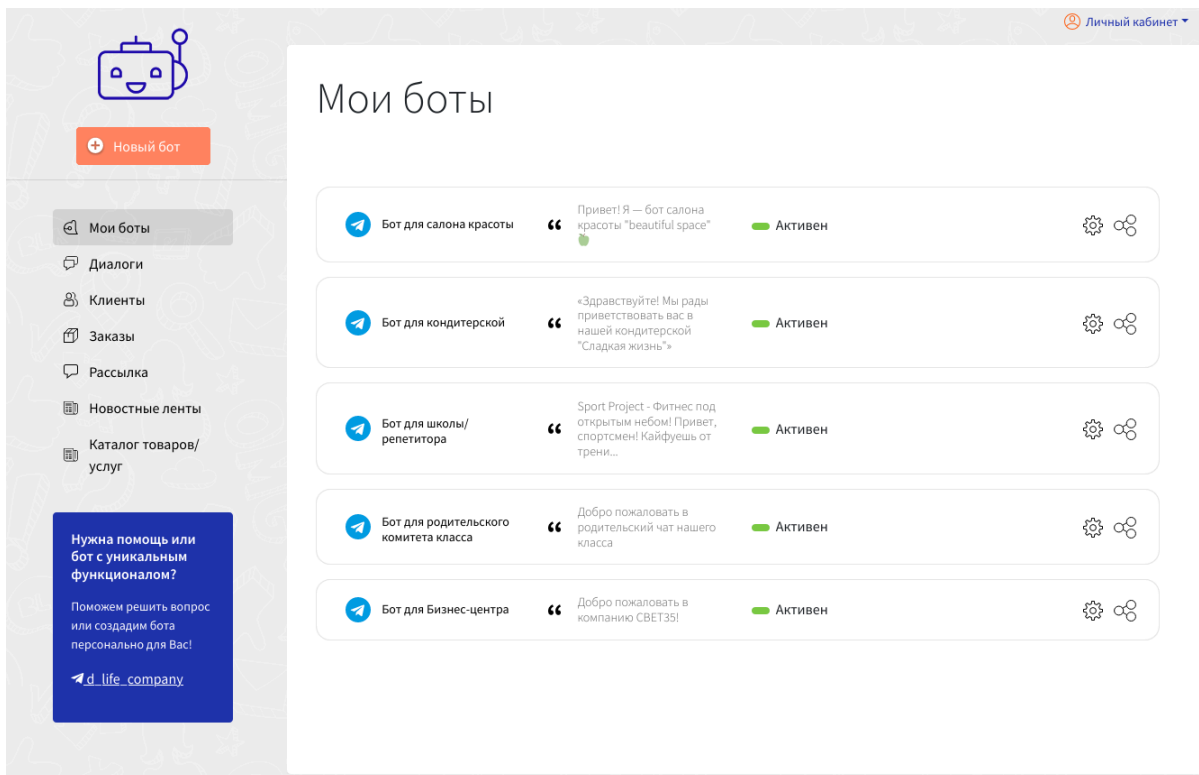 Личный кабинет
Новый бот
Мои боты
Диалоги
Клиенты
Заказы
Рассылка
Новостные ленты
Каталог товаров/
услуг
Нужна помощь или
бот с уникальным
функционалом?
Поможем решить вопрос
или создадим бота
персонально для Вас!
d_life_company
Мои боты
Бот для салона красоты
“
Привет! Я — бот салона
красоты "beautiful space"
🍏
Активен
Бот для кондитерской
“
«Здравствуйте! Мы рады
приветствовать вас в
нашей кондитерской
"Сладкая жизнь"»
Активен
Бот для школы/
репетитора
“
Sport Project - Фитнес под
открытым небом! Привет,
спортсмен! Кайфуешь от
трени...
Активен
Бот для родительского
комитета класса
“
Добро пожаловать в
родительский чат нашего
класса
Активен
Бот для Бизнес-центра
“
Добро пожаловать в
компанию СВЕТ35!
Активен